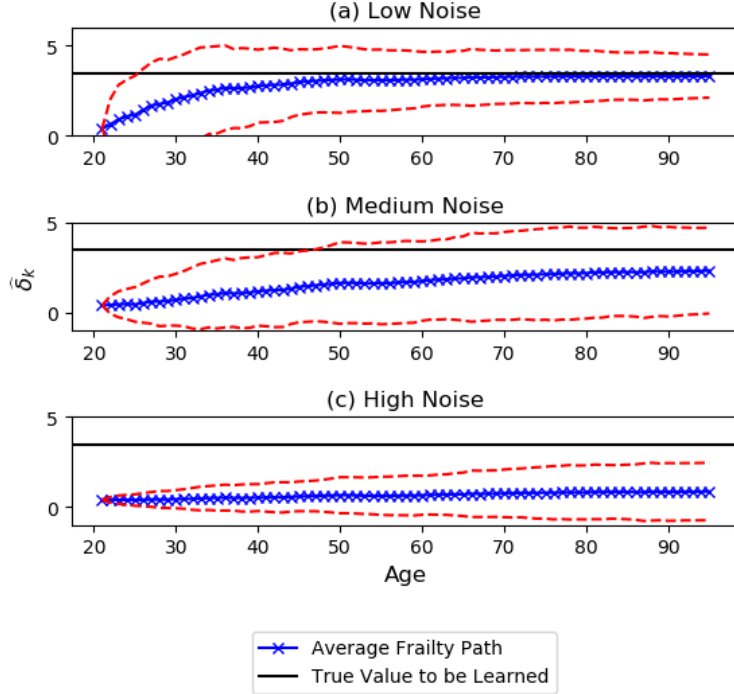 (a) Low Noise
5
0
20 30 40 50 60 70 80 90
(b) Medium Noise
5
0
20 30 40 50 60 70 80 90
δ̂k
(c) High Noise
5
0
20 30 40 50 60 70 80 90
Age
Average Frailty Path
True Value to be Learned